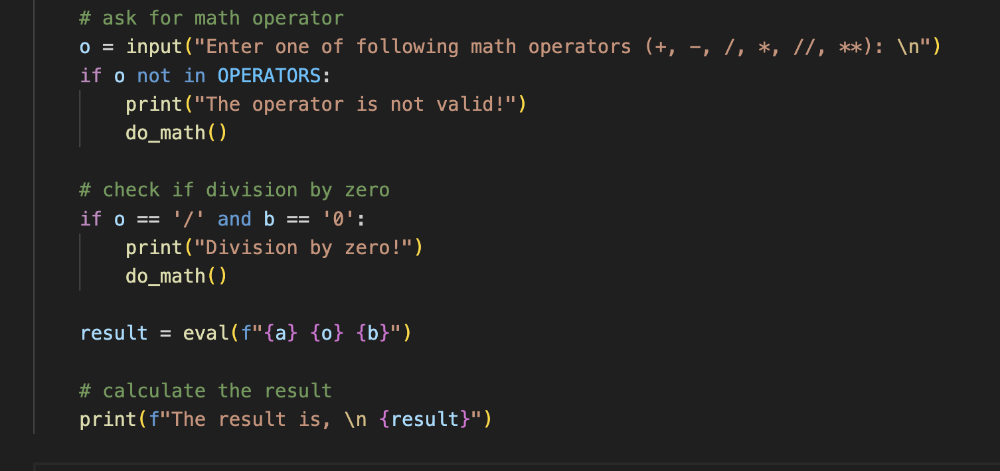 # ask for math operator
o = input("Enter one of following math operators (+, -, /, *, //, **): \n")
if o not in OPERATORS:
    print("The operator is not valid!")
    do_math()
# check if division by zero
if o == '/' and b == '0':
    print("Division by zero!")
    do_math()
result = eval(f"{a} {o} {b}")
# calculate the result
print(f"The result is, \n {result}")